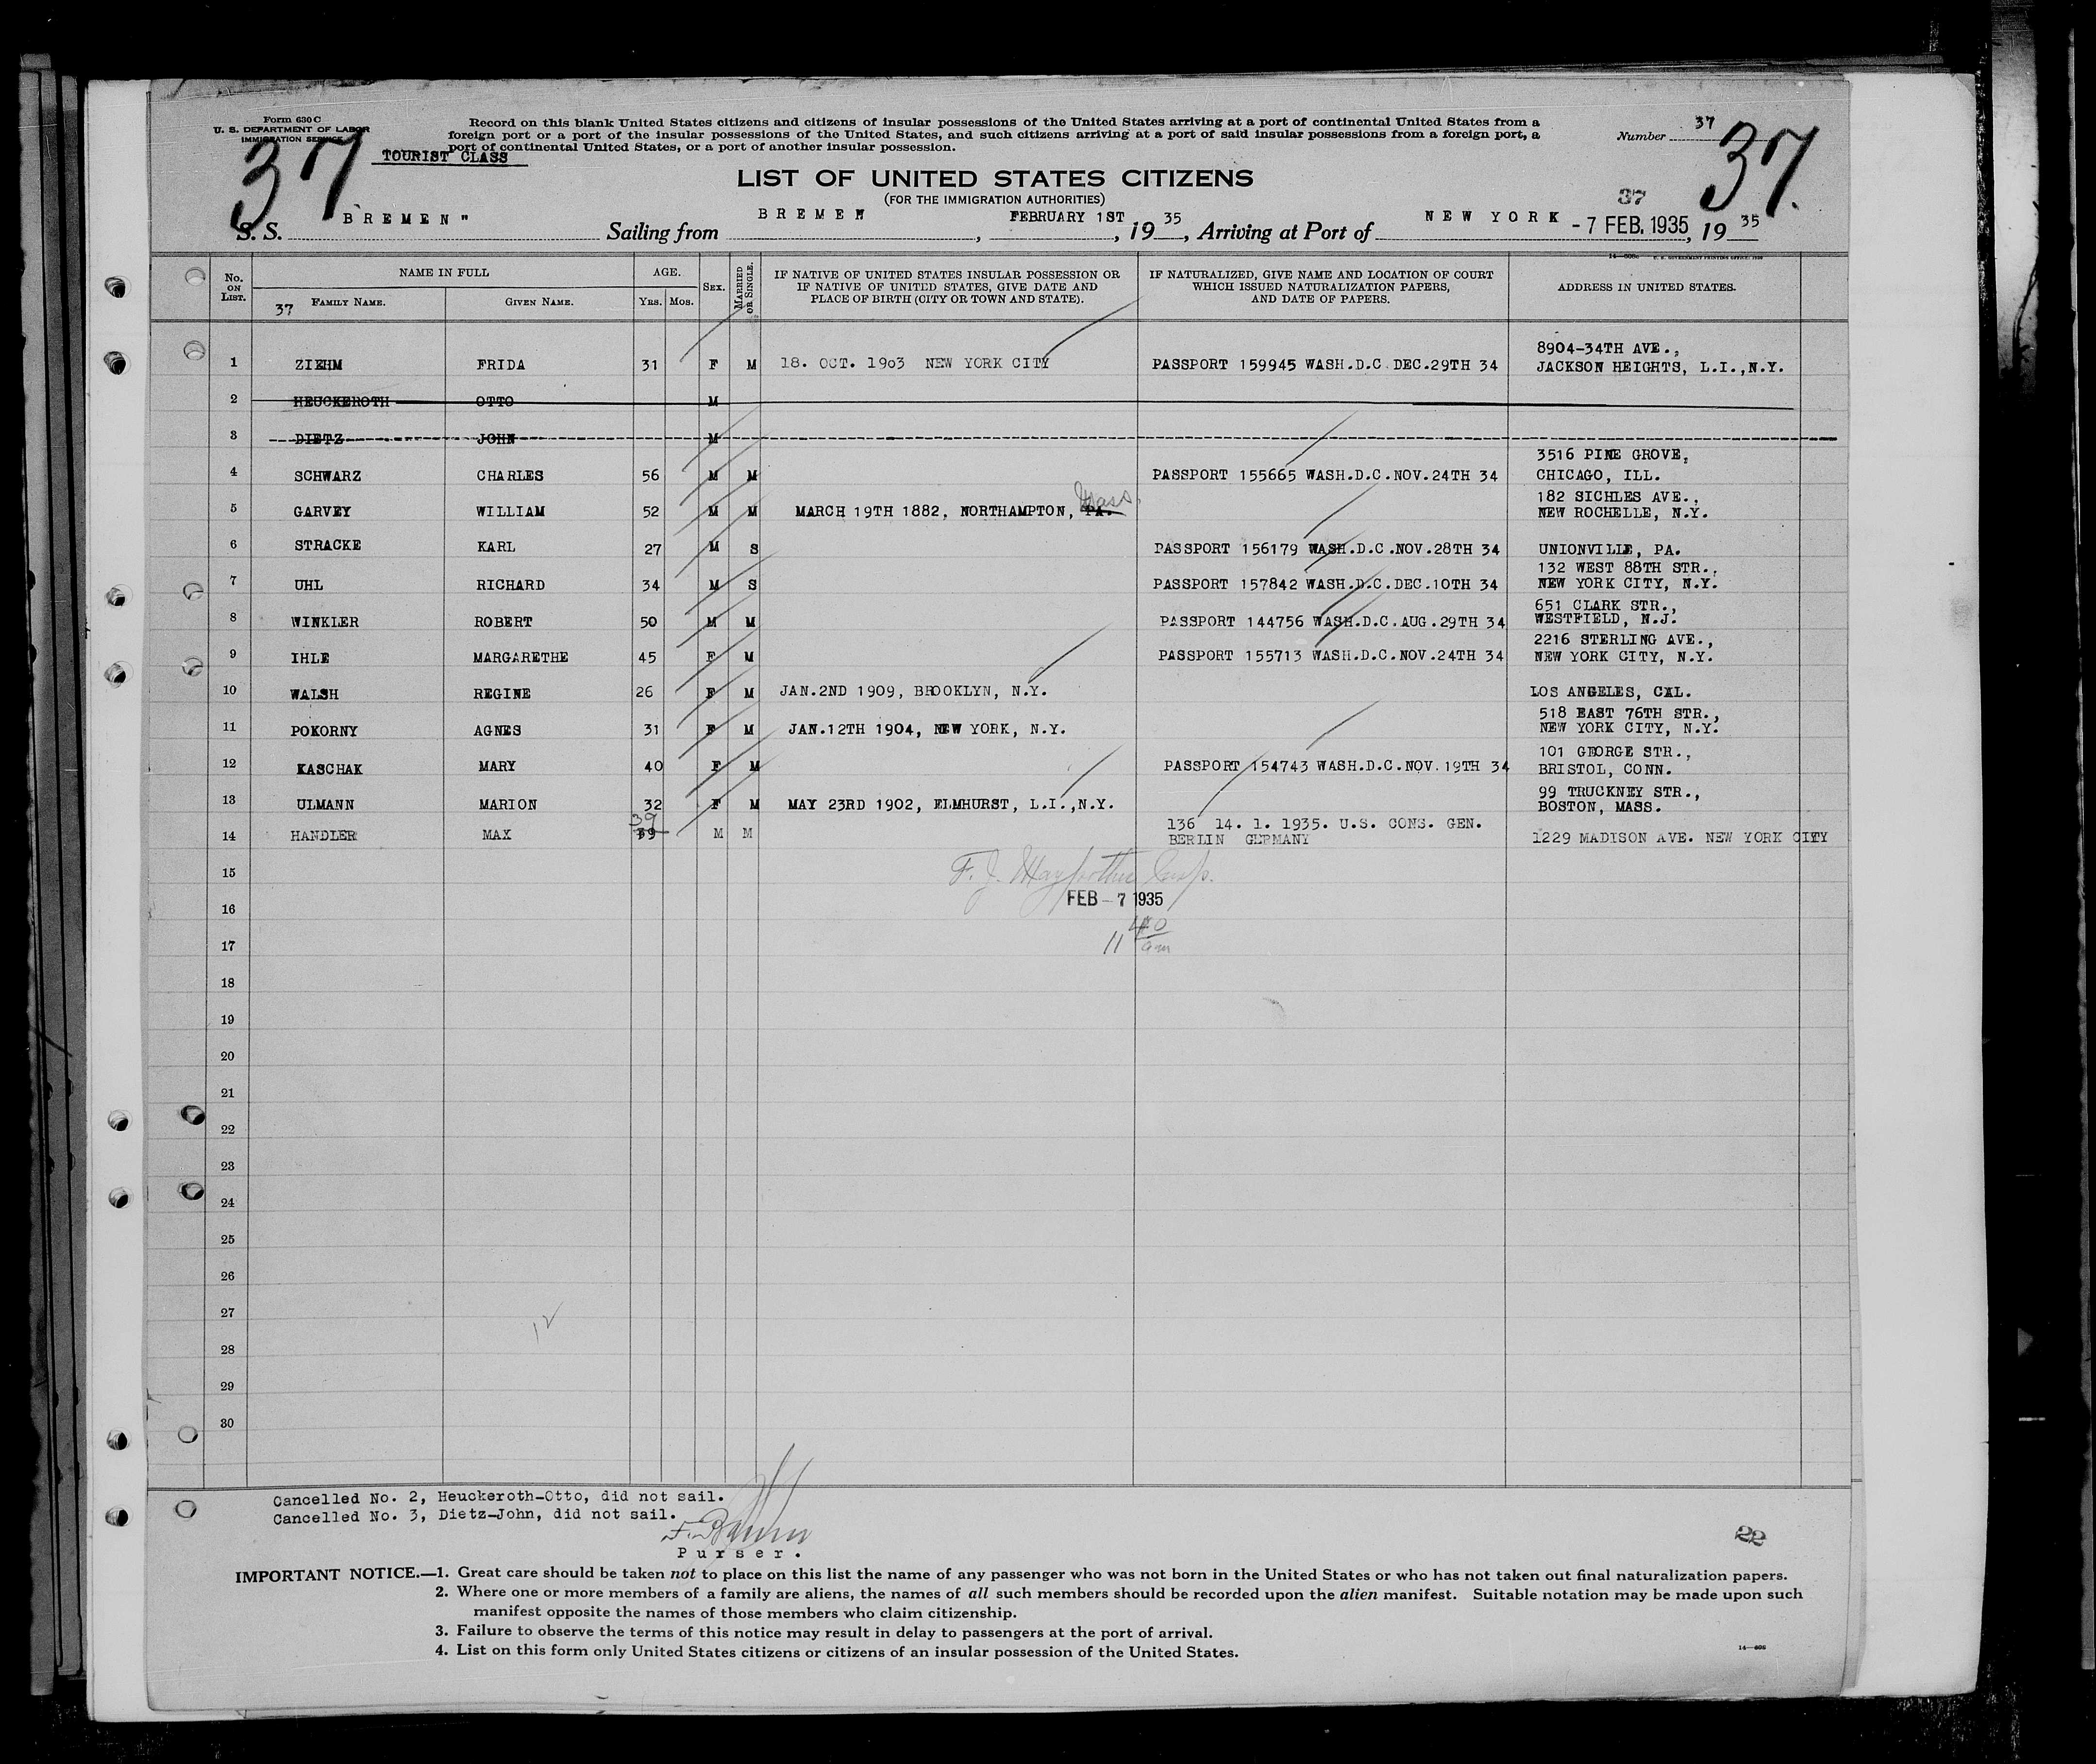 Form 630 C
U. S. DEPARTMENT OF LABOR
IMMIGRATION SERVICE
37
TOURIST CLASS
Record on this blank United States citizens and citizens of insular possessions of the United States arriving at a port of continental United States from a
foreign port or a port of the insular possessions of the United States, and such citizens arriving at a port of said insular possessions from a foreign port, a
port of continental United States, or a port of another insular possession.
Number 37
37.
LIST OF UNITED STATES CITIZENS
(FOR THE IMMIGRATION AUTHORITIES)
37
S. S. BREMEN" Sailing from BREMEN, FEBRUARY 1ST, 1935, Arriving at Port of NEW YORK - 7 FEB. 1935, 1935
No. ON LIST. NAME IN FULL AGE. SEX. MARRIED OR SINGLE. IF NATIVE OF UNITED STATES INSULAR POSSESSION OR IF NATIVE OF UNITED STATES, GIVE DATE AND PLACE OF BIRTH (CITY OR TOWN AND STATE). IF NATURALIZED, GIVE NAME AND LOCATION OF COURT WHICH ISSUED NATURALIZATION PAPERS, AND DATE OF PAPERS. ADDRESS IN UNITED STATES.
37 FAMILY NAME. GIVEN NAME. YRS. MOS.
1 ZIEHM FRIDA 31 F M 18. OCT. 1903 NEW YORK CITY PASSPORT 159945 WASH.D.C. DEC.29TH 34 8904-34TH AVE., JACKSON HEIGHTS, L.I.,N.Y.
2 HEUCKEROTH OTTO M
3 DIETZ JOHN M
4 SCHWARZ CHARLES 56 M M PASSPORT 155665 WASH.D.C.NOV.24TH 34 3516 PINE GROVE, CHICAGO, ILL.
5 GARVEY WILLIAM 52 M M MARCH 19TH 1882, NORTHAMPTON, PA. Mass. 182 SICHLES AVE., NEW ROCHELLE, N.Y.
6 STRACKE KARL 27 M S PASSPORT 156179 WASH.D.C.NOV.28TH 34 UNIONVILLE, PA.
7 UHL RICHARD 34 M S PASSPORT 157842 WASH.D.C.DEC.10TH 34 132 WEST 88TH STR., NEW YORK CITY, N.Y.
8 WINKLER ROBERT 50 M M PASSPORT 144756 WASH.D.C.AUG.29TH 34 651 CLARK STR., WESTFIELD, N.J.
9 IHLE MARGARETHE 45 F M PASSPORT 155713 WASH.D.C.NOV.24TH 34 2216 STERLING AVE., NEW YORK CITY, N.Y.
10 WALSH REGINE 26 F M JAN.2ND 1909, BROOKLYN, N.Y. LOS ANGELES, CAL.
11 POKORNY AGNES 31 F M JAN.12TH 1904, NEW YORK, N.Y. 518 EAST 76TH STR., NEW YORK CITY, N.Y.
12 KASCHAK MARY 40 F M PASSPORT 154743 WASH.D.C.NOV.19TH 34 101 GEORGE STR., BRISTOL, CONN.
13 ULMANN MARION 32 F M MAY 23RD 1902, ELMHURST, L.I.,N.Y. 99 TRUCKNEY STR., BOSTON, MASS.
14 HANDLER MAX 39 39 M M 136 14. 1. 1935. U.S. CONS. GEN. BERLIN GERMANY 1229 MADISON AVE. NEW YORK CITY
15
FEB - 7 1935
16
11 40 am
17
18
19
20
21
22
23
24
25
26
27
12
28
29
30
Cancelled No. 2, Heuckeroth-Otto, did not sail.
Cancelled No. 3, Dietz-John, did not sail.
Purser.
22
IMPORTANT NOTICE.—1. Great care should be taken not to place on this list the name of any passenger who was not born in the United States or who has not taken out final naturalization papers.
2. Where one or more members of a family are aliens, the names of all such members should be recorded upon the alien manifest. Suitable notation may be made upon such
manifest opposite the names of those members who claim citizenship.
3. Failure to observe the terms of this notice may result in delay to passengers at the port of arrival.
4. List on this form only United States citizens or citizens of an insular possession of the United States.